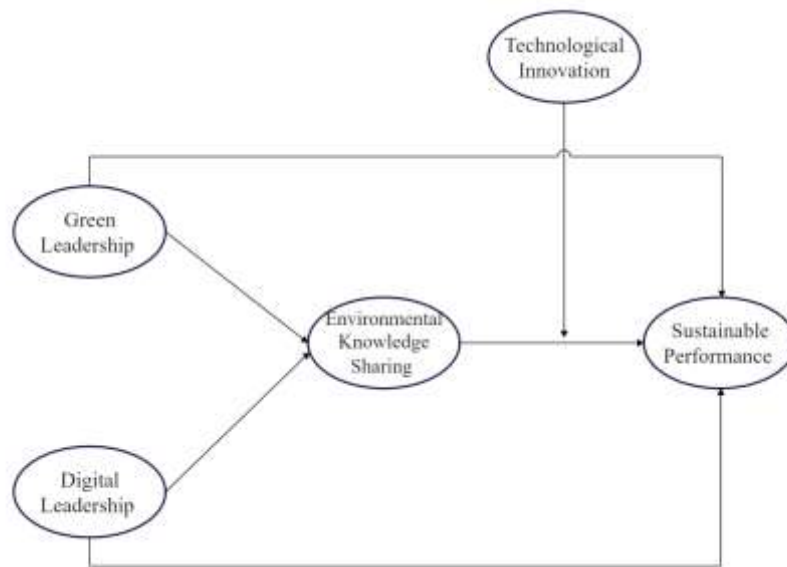 Technological
Innovation
Green
Leadership
Environmental
Knowledge
Sharing
Sustainable
Performance
Digital
Leadership